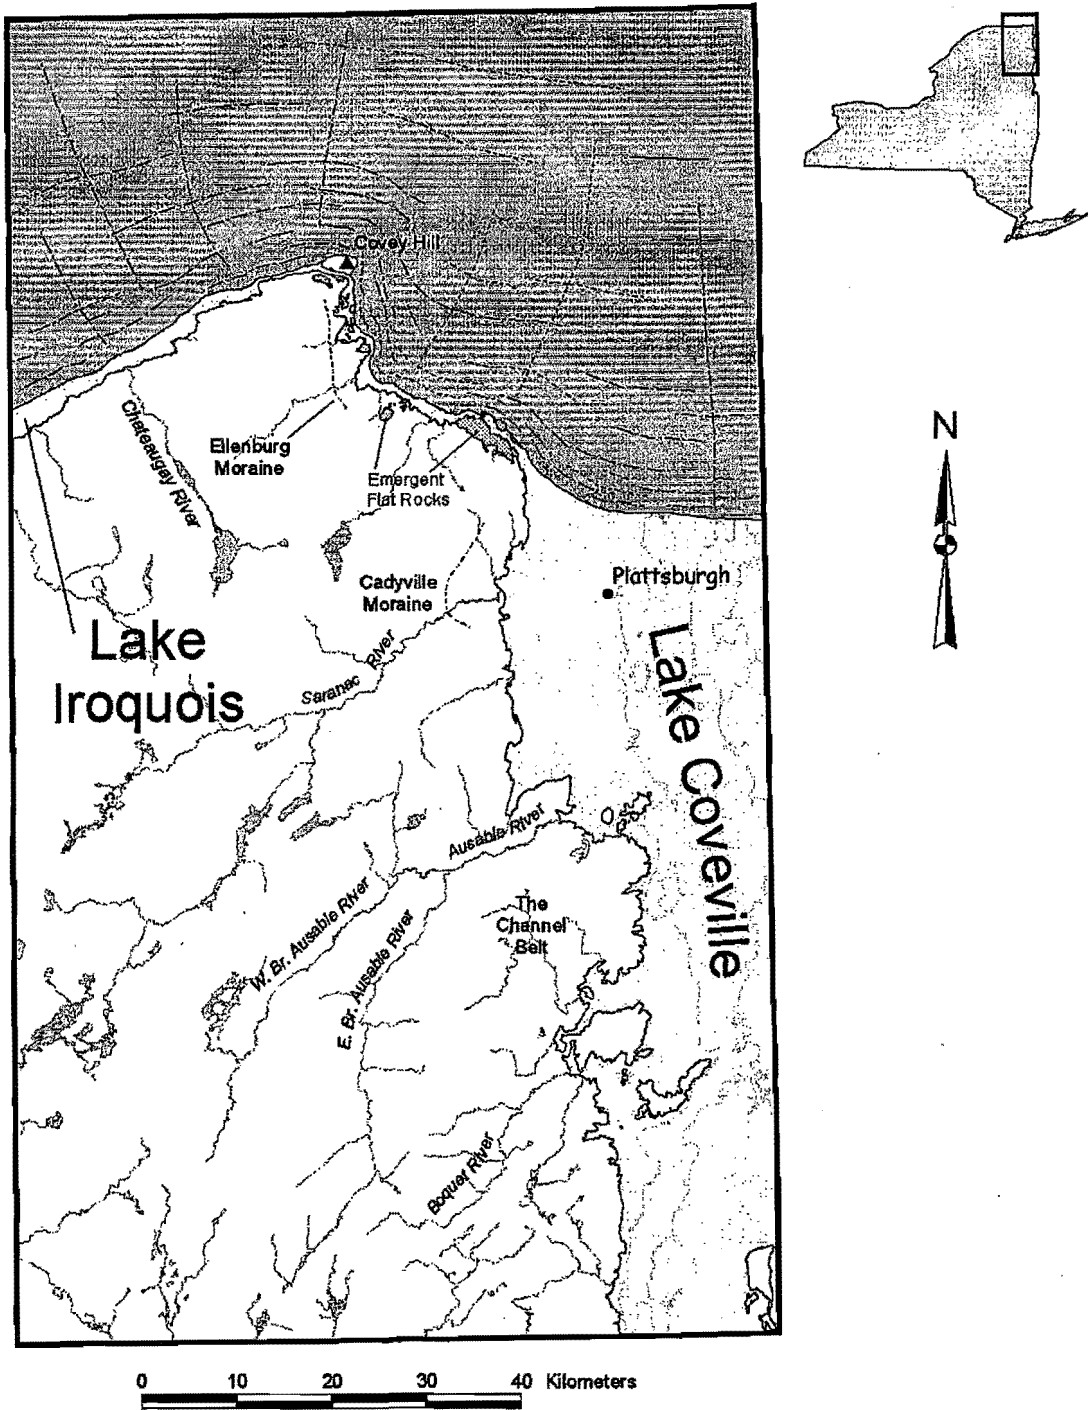 Covey Hill
N
Chateaugay River
Ellenburg
Moraine
Emergent
Flat Rocks
Plattsburgh
Cadyville
Moraine
Lake
Iroquois
Saranac River
Lake Coveville
Ausable River
The
Channel
Belt
W. Br. Ausable River
E. Br. Ausable River
Boquet River
0 10 20 30 40 Kilometers